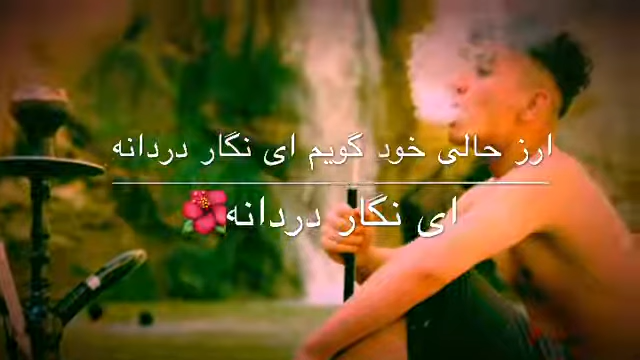 ارز حالی خود گویم ای نگار دردانه
ای نگار دردانه🌺